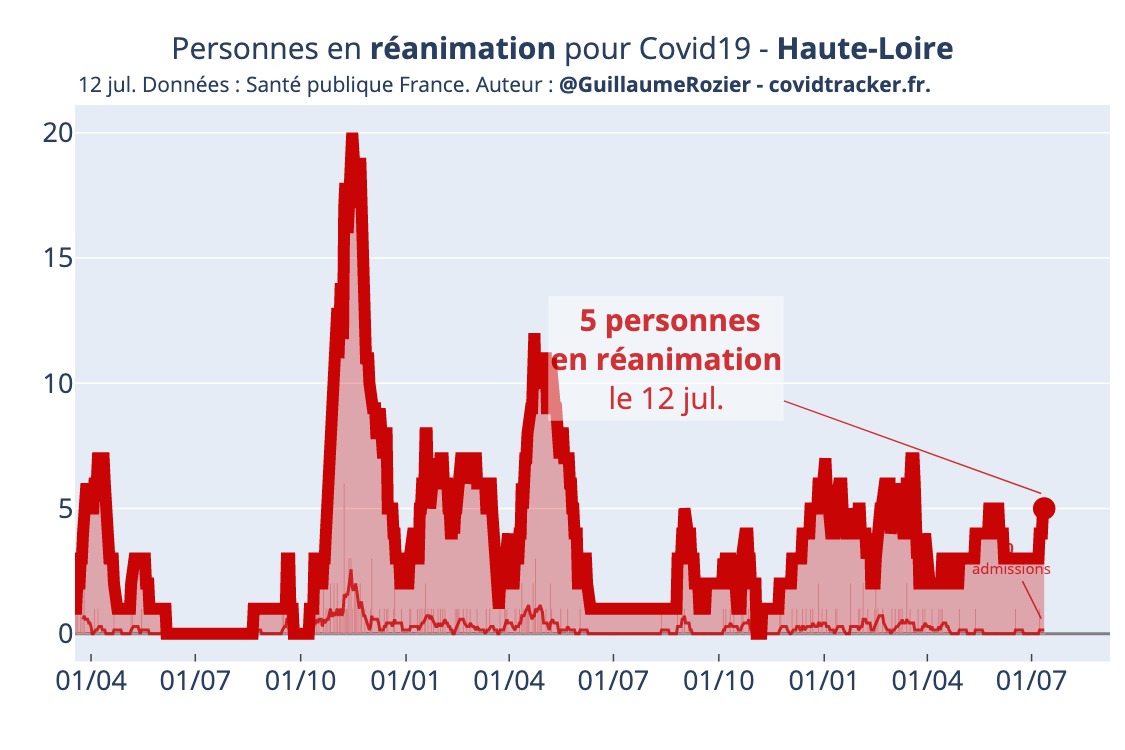 Personnes en réanimation pour Covid19 - Haute-Loire
12 jul. Données : Santé publique France. Auteur : @GuillaumeRozier - covidtracker.fr.
20
15
10
5
0
5 personnes
en réanimation
le 12 jul.
admissions
01/04 01/07 01/10 01/01 01/04 01/07 01/10 01/01 01/04 01/07